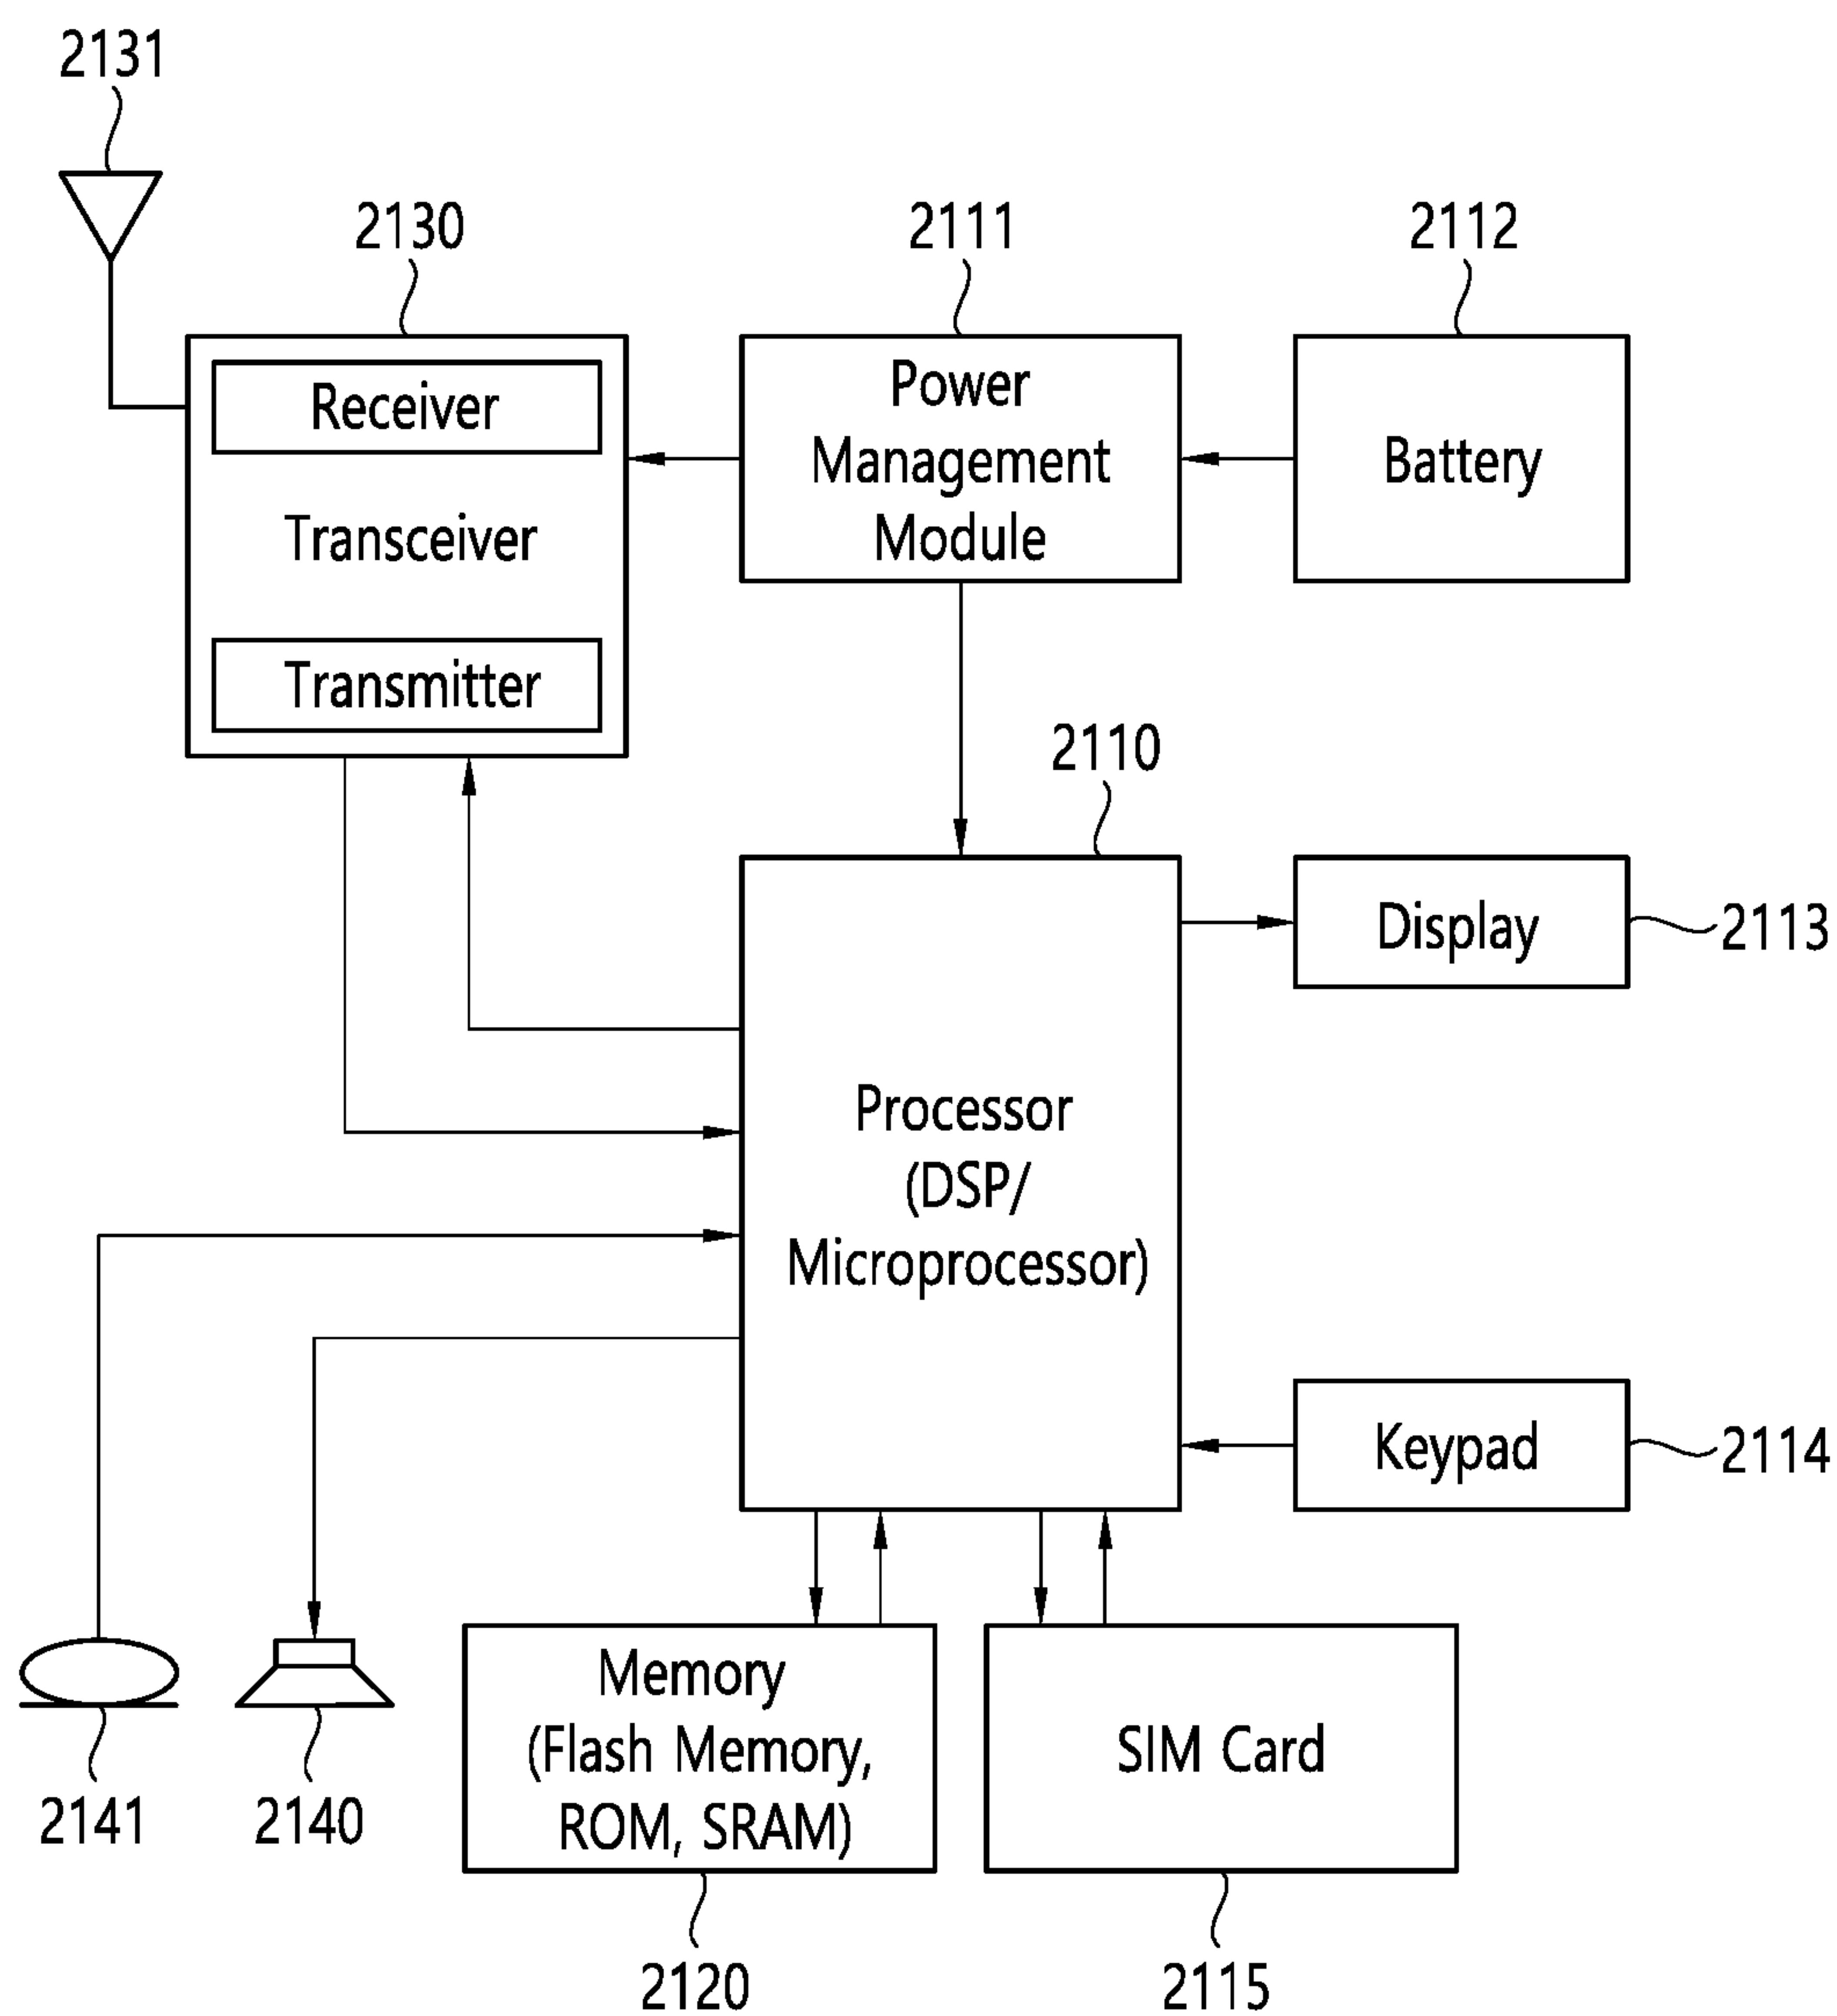 2131
2130
2111
2112
Receiver
Transceiver
Transmitter
Power
Management
Module
Battery
2110
Processor
(DSP/
Microprocessor)
Display
2113
Keypad
2114
2141
2140
Memory
(Flash Memory,
ROM, SRAM)
SIM Card
2120
2115